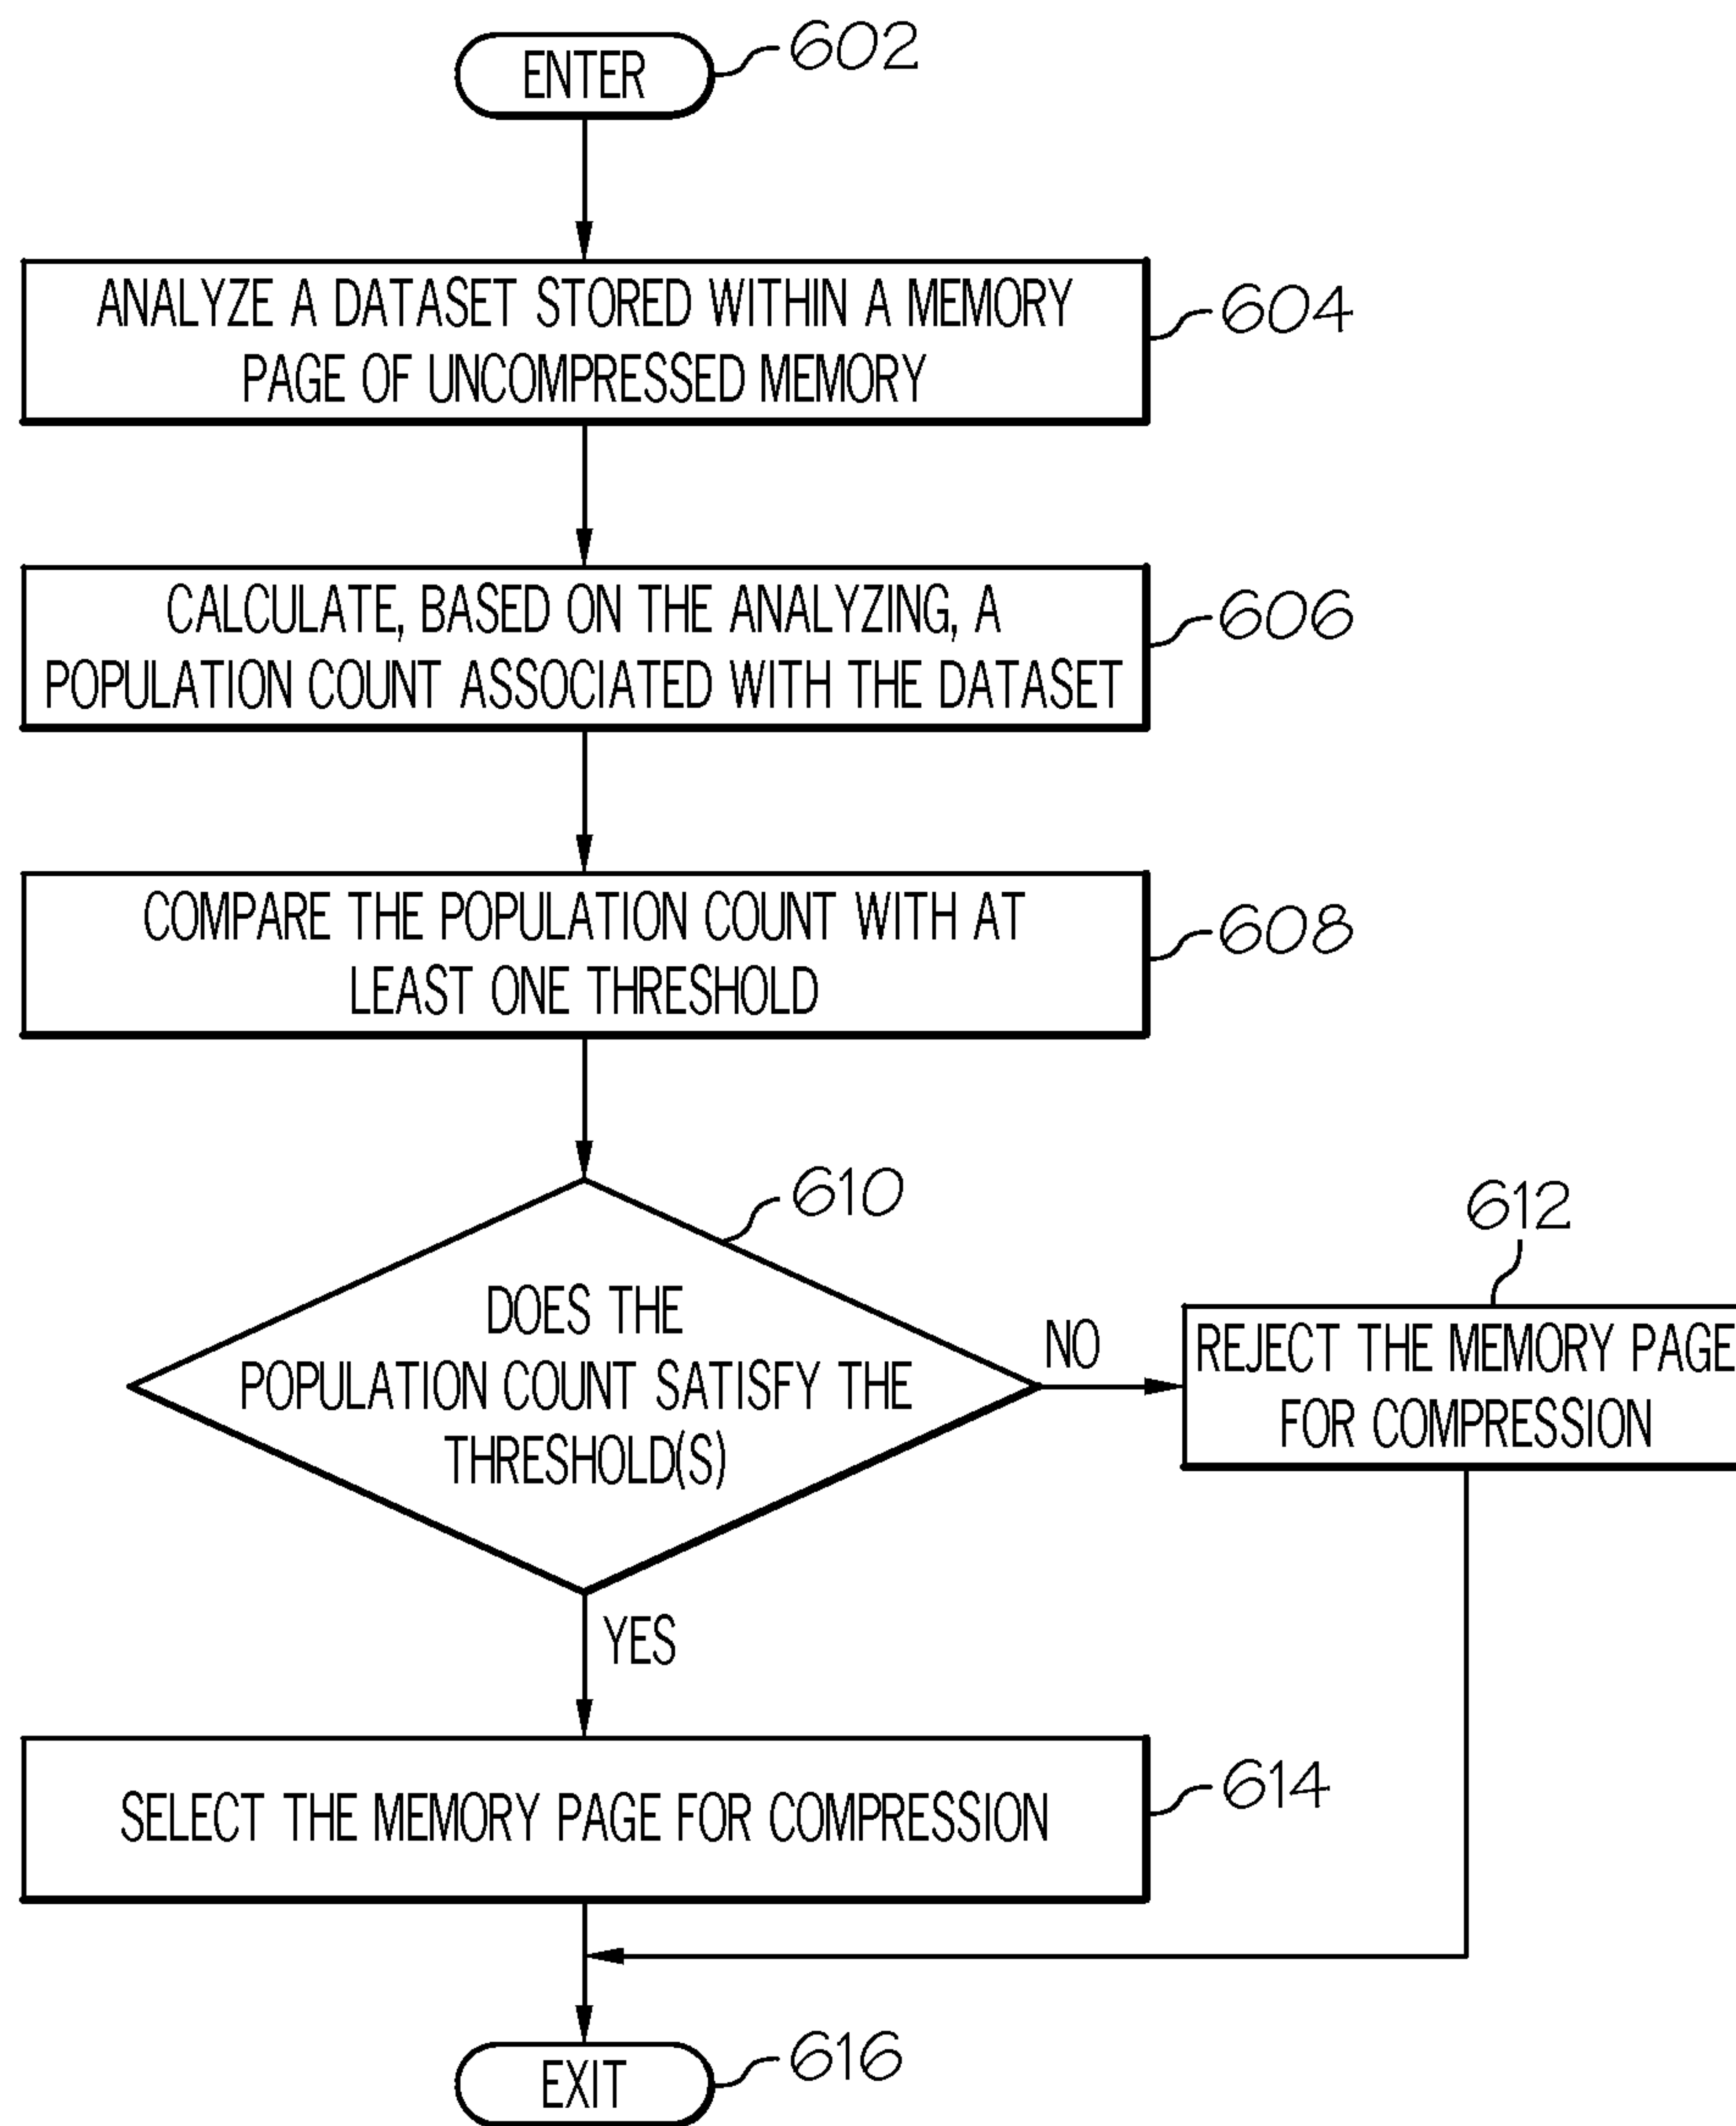 ENTER
602
ANALYZE A DATASET STORED WITHIN A MEMORY
PAGE OF UNCOMPRESSED MEMORY
604
CALCULATE, BASED ON THE ANALYZING, A
POPULATION COUNT ASSOCIATED WITH THE DATASET
606
COMPARE THE POPULATION COUNT WITH AT
LEAST ONE THRESHOLD
608
610
DOES THE
POPULATION COUNT SATISFY THE
THRESHOLD(S)
NO
612
REJECT THE MEMORY PAGE
FOR COMPRESSION
YES
SELECT THE MEMORY PAGE FOR COMPRESSION
614
EXIT
616